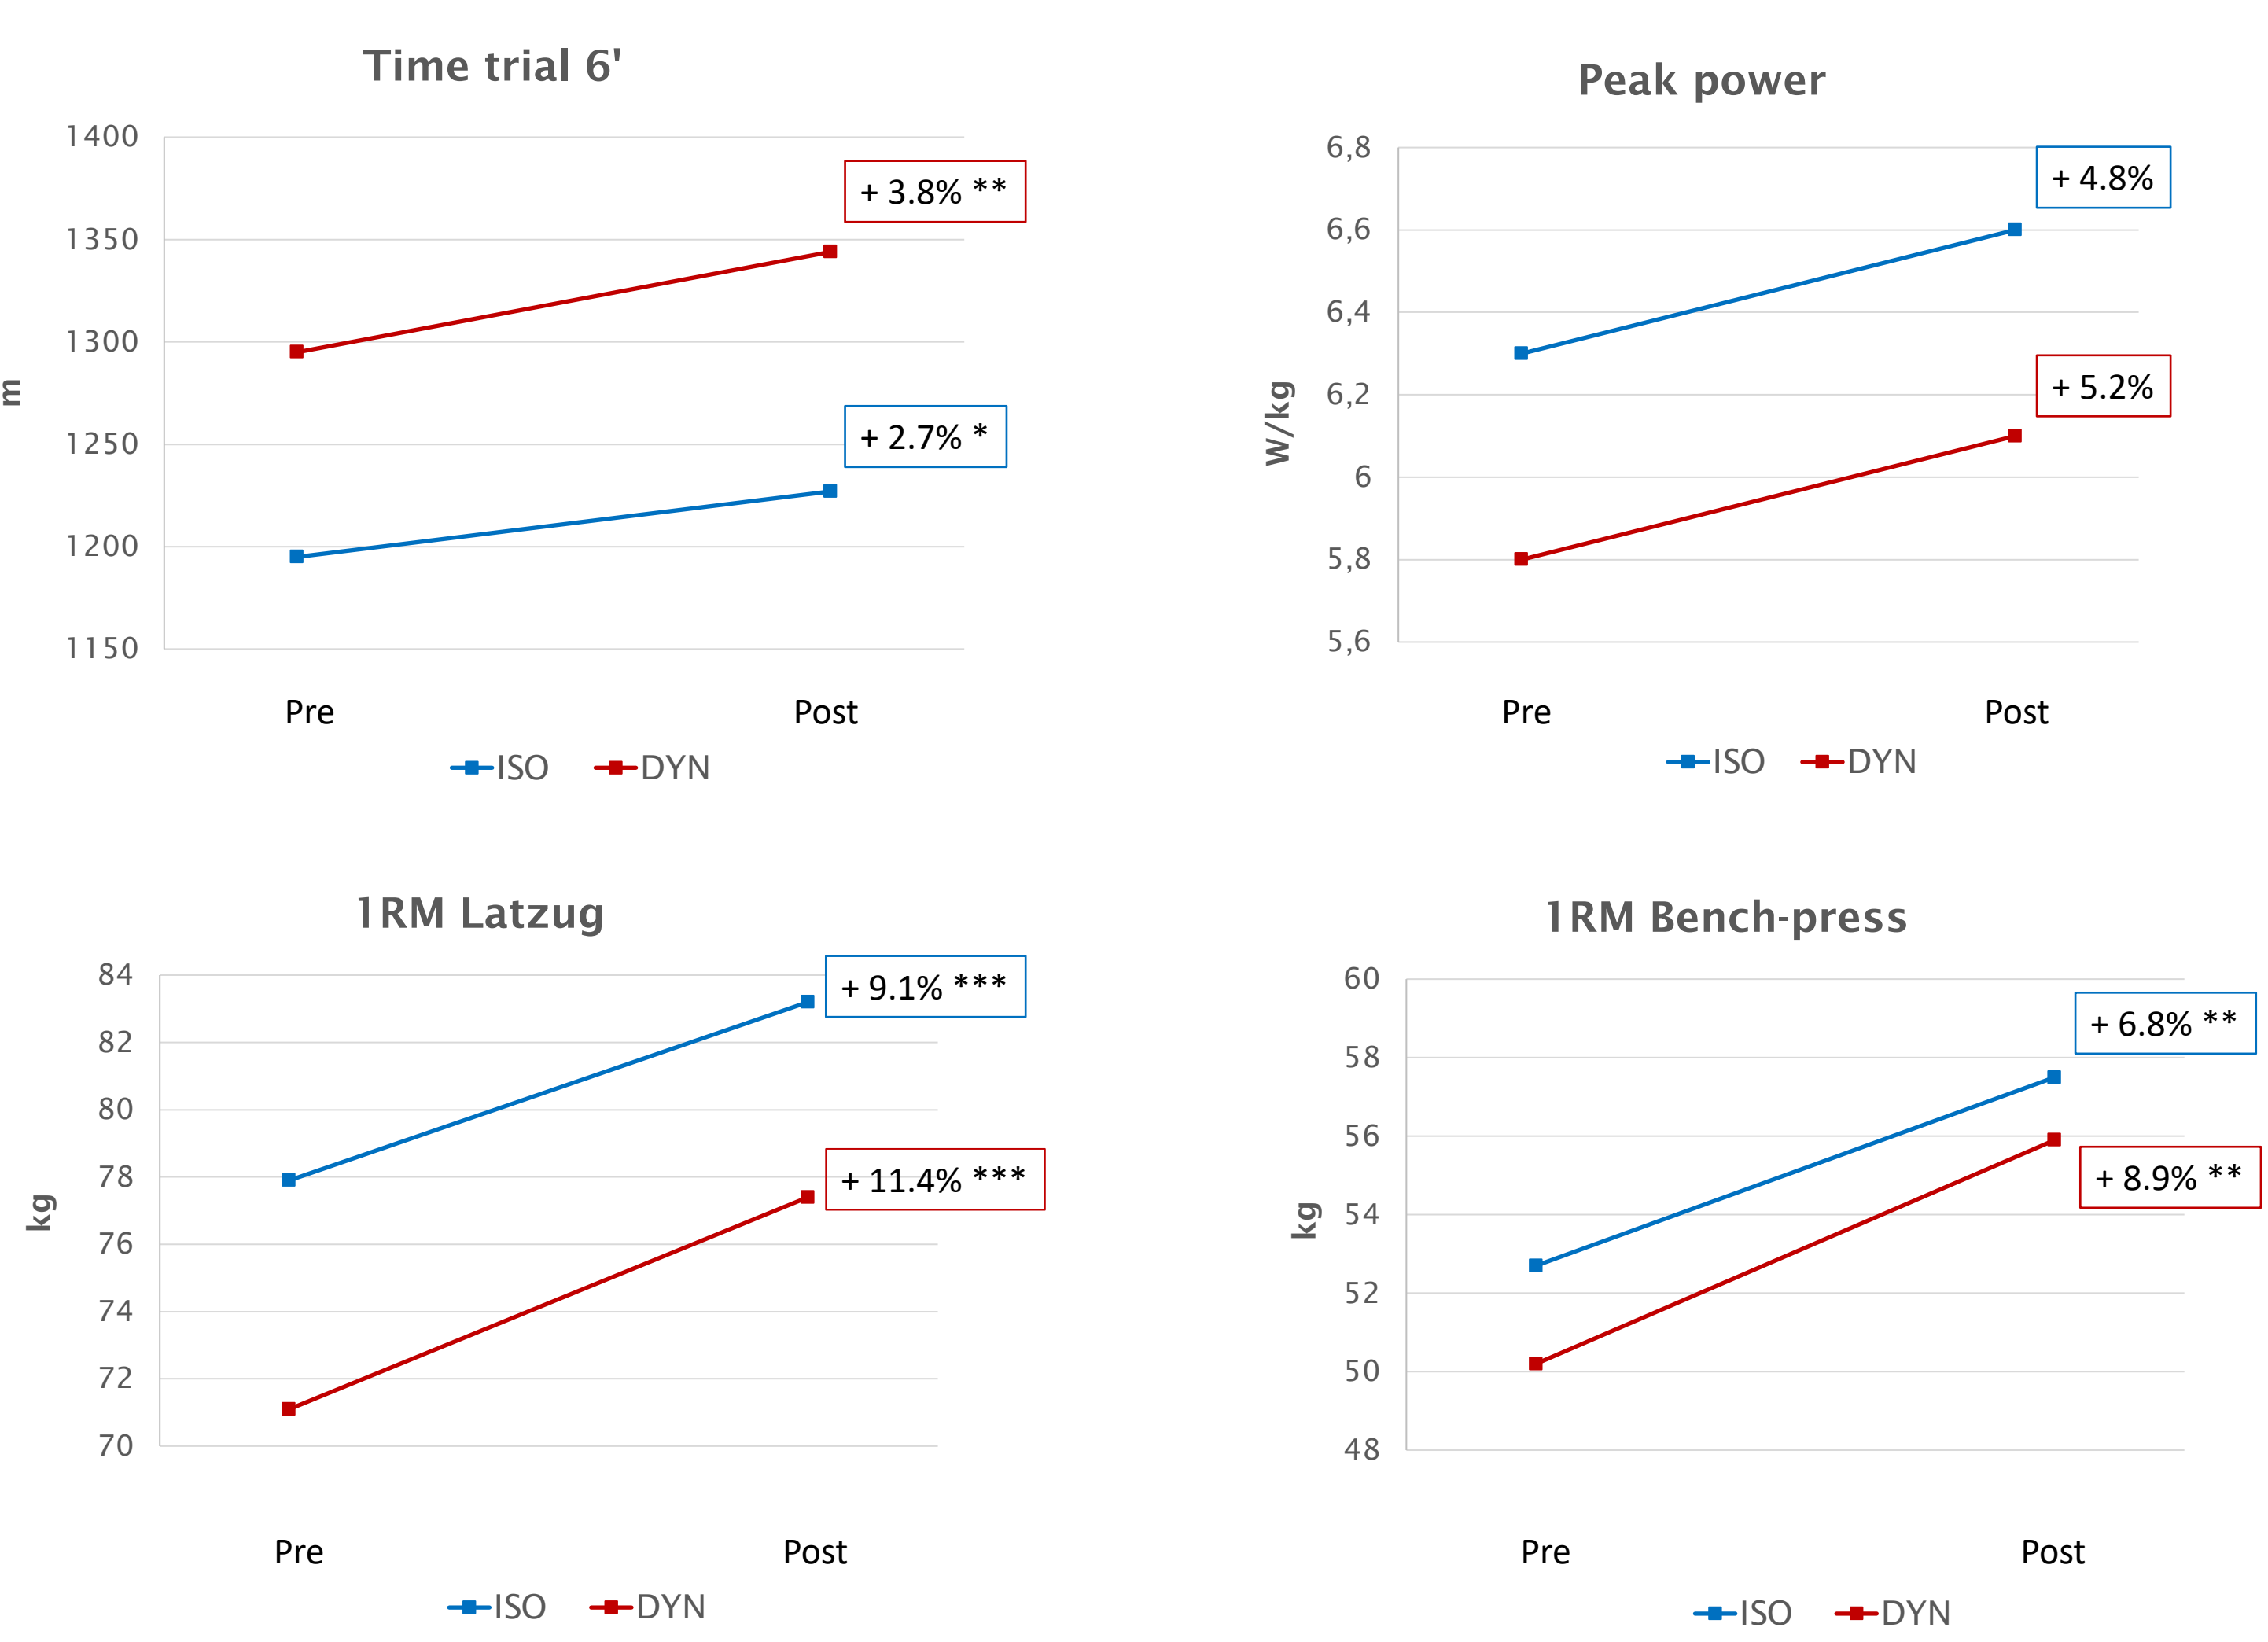 Time trial 6'
1400
1350
1300
1250
1200
1150
m
+ 3.8% **
+ 2.7% *
Pre Post
ISO DYN
Peak power
6,8
6,6
6,4
6,2
6
5,8
5,6
W/kg
+ 4.8%
+ 5.2%
Pre Post
ISO DYN
1RM Latzug
84
82
80
78
76
74
72
70
kg
+ 9.1% ***
+ 11.4% ***
Pre Post
ISO DYN
1RM Bench-press
60
58
56
54
52
50
48
kg
+ 6.8% **
+ 8.9% **
Pre Post
ISO DYN